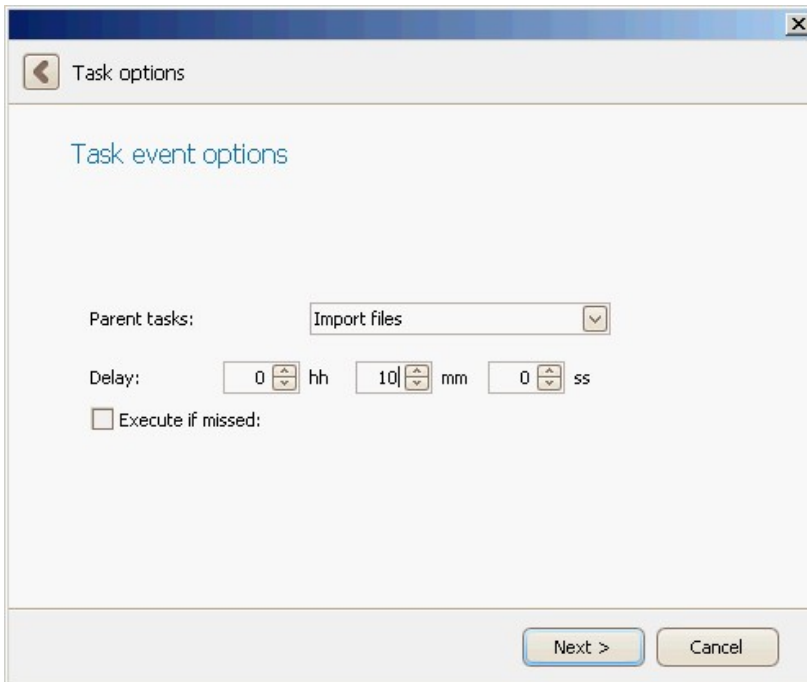 Task options
Task event options
Parent tasks: Import files
Delay: 0 hh 10 mm 0 ss
Execute if missed:
Next > Cancel